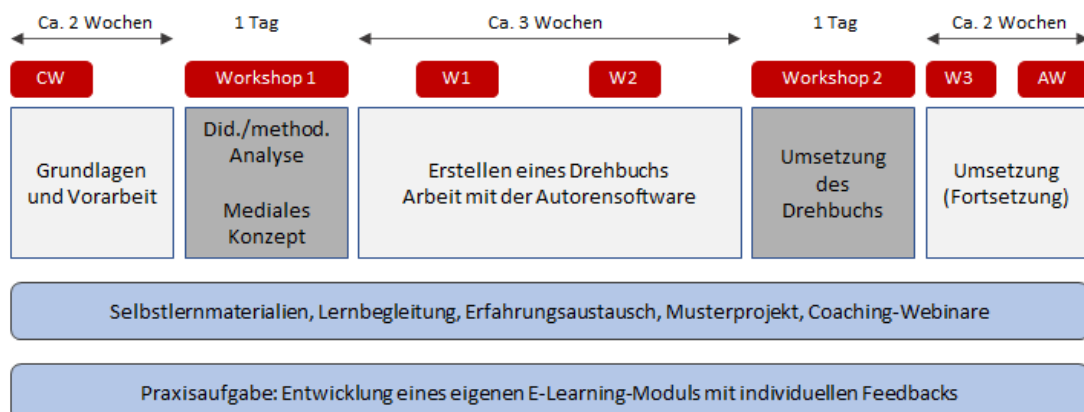 Ca. 2 Wochen
1 Tag
Ca. 3 Wochen
1 Tag
Ca. 2 Wochen
CW
Workshop 1
W1
W2
Workshop 2
W3
AW
Grundlagen
und Vorarbeit
Did./method.
Analyse
Mediales
Konzept
Erstellen eines Drehbuchs
Arbeit mit der Autorensoftware
Umsetzung
des
Drehbuchs
Umsetzung
(Fortsetzung)
Selbstlernmaterialien, Lernbegleitung, Erfahrungsaustausch, Musterprojekt, Coaching-Webinare
Praxisaufgabe: Entwicklung eines eigenen E-Learning-Moduls mit individuellen Feedbacks